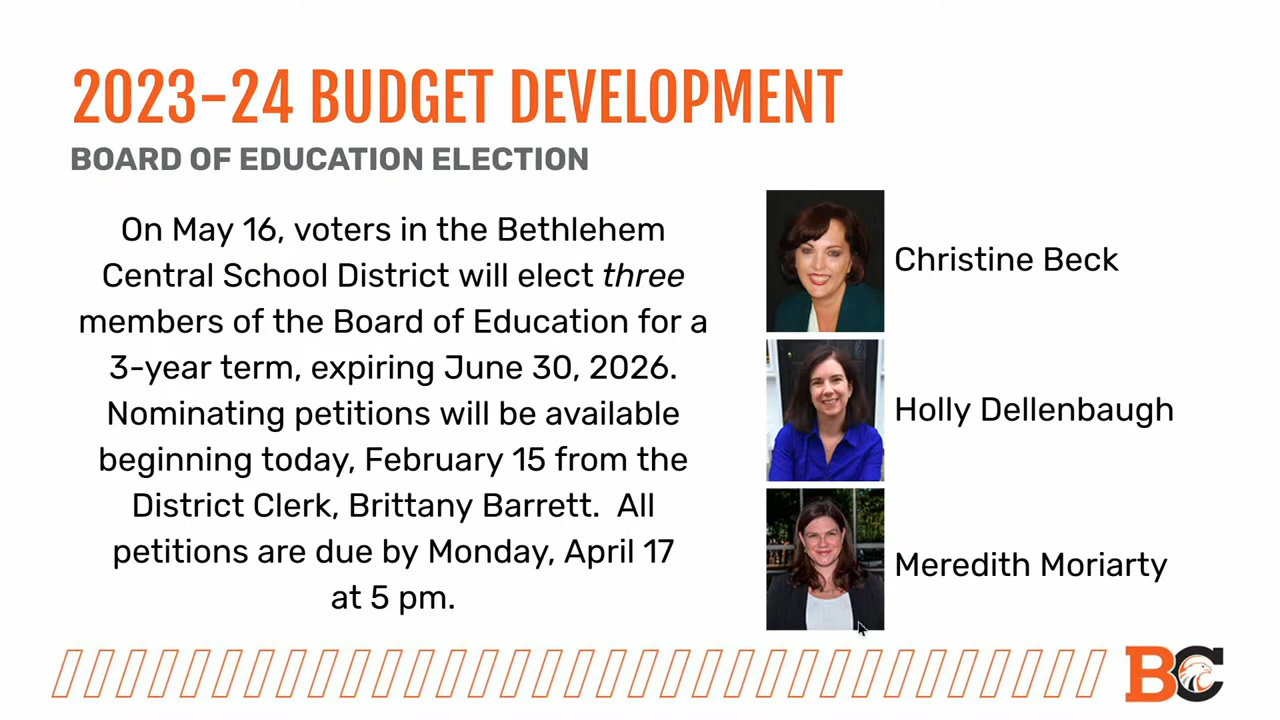 2023-24 BUDGET DEVELOPMENT
BOARD OF EDUCATION ELECTION
On May 16, voters in the Bethlehem
Central School District will elect three
members of the Board of Education for a
3-year term, expiring June 30, 2026.
Nominating petitions will be available
beginning today, February 15 from the
District Clerk, Brittany Barrett.  All
petitions are due by Monday, April 17
at 5 pm.
Christine Beck
Holly Dellenbaugh
Meredith Moriarty
BC